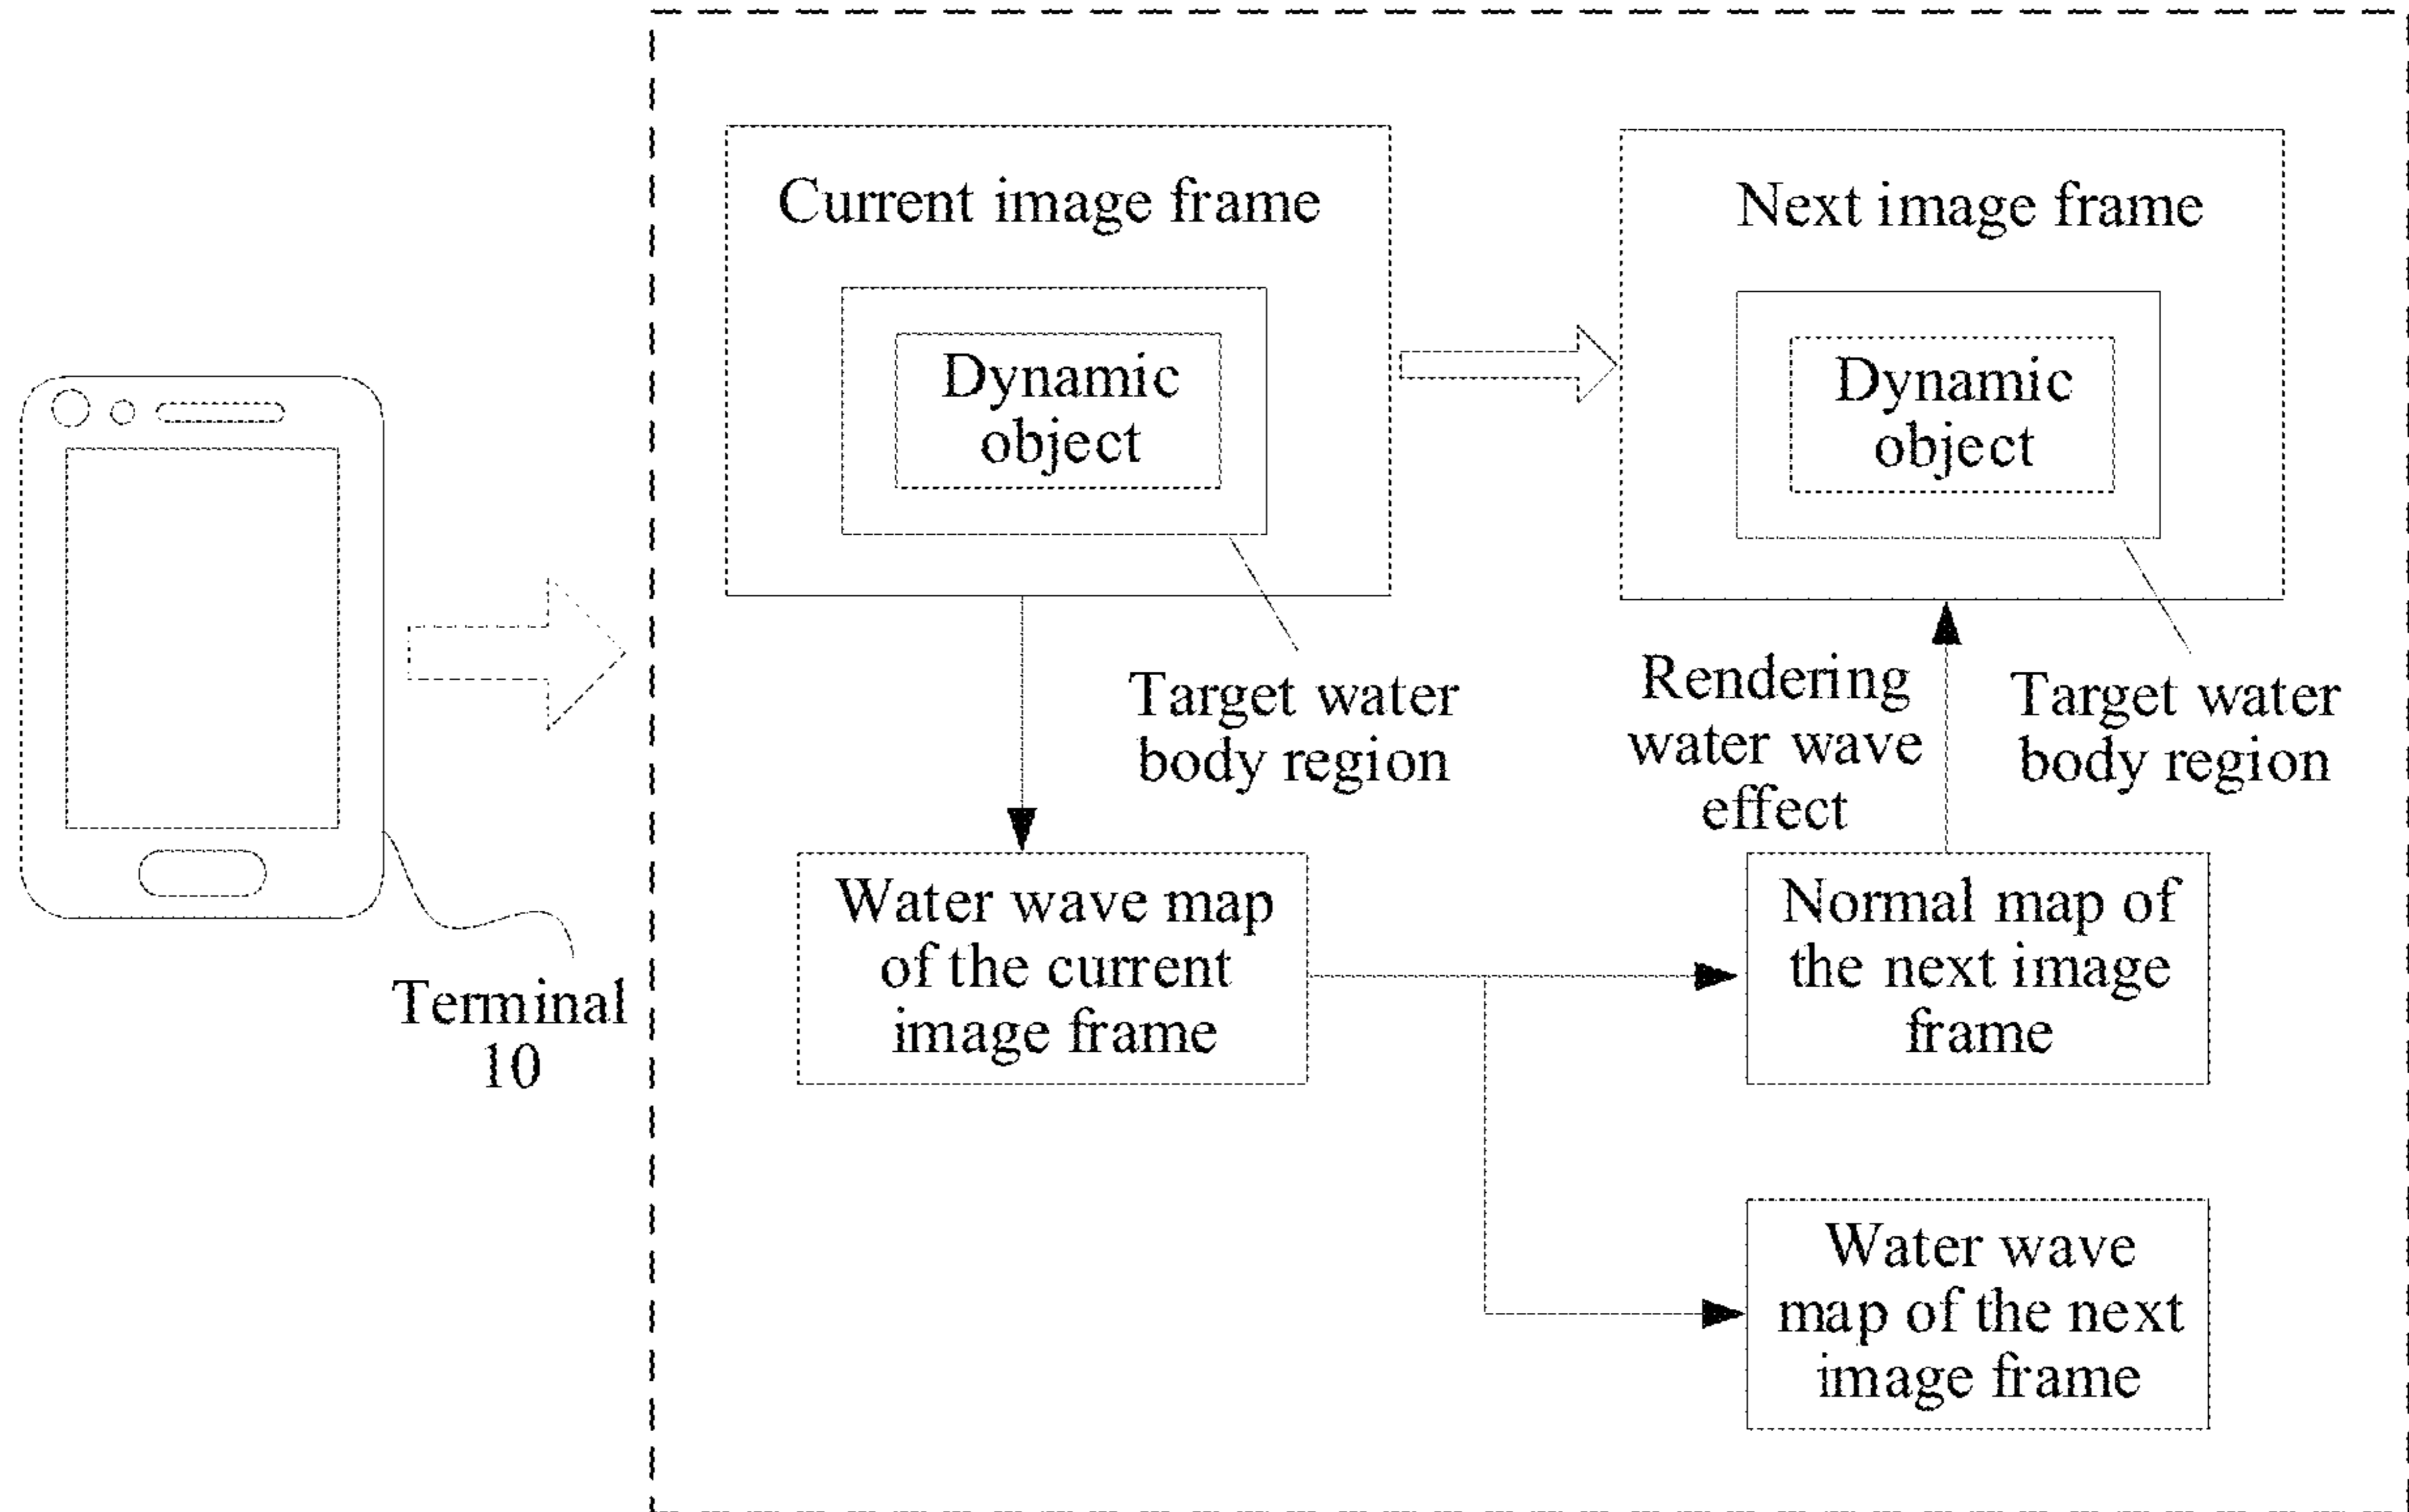 Current image frame
Dynamic
object
Target water
body region
Next image frame
Dynamic
object
Target water
body region
Rendering
water wave
effect
Terminal
10
Water wave map
of the current
image frame
Normal map of
the next image
frame
Water wave
map of the next
image frame